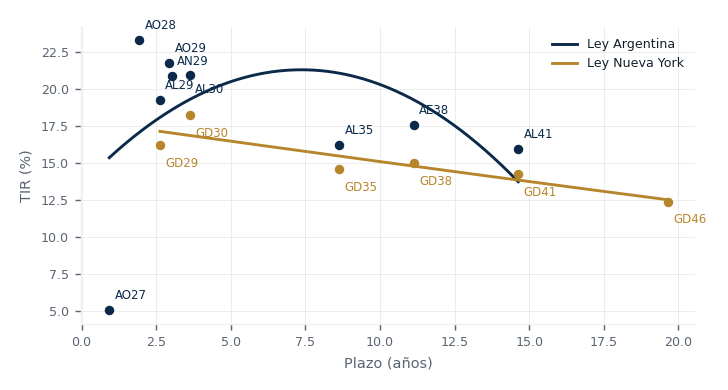 AO28
AO29
AN29
AL29
AL30
GD30
GD29
AL35
GD35
AE38
GD38
AL41
GD41
GD46
AO27
Ley Argentina
Ley Nueva York
TIR (%)
22.5
20.0
17.5
15.0
12.5
10.0
7.5
5.0
0.0 2.5 5.0 7.5 10.0 12.5 15.0 17.5 20.0
Plazo (años)